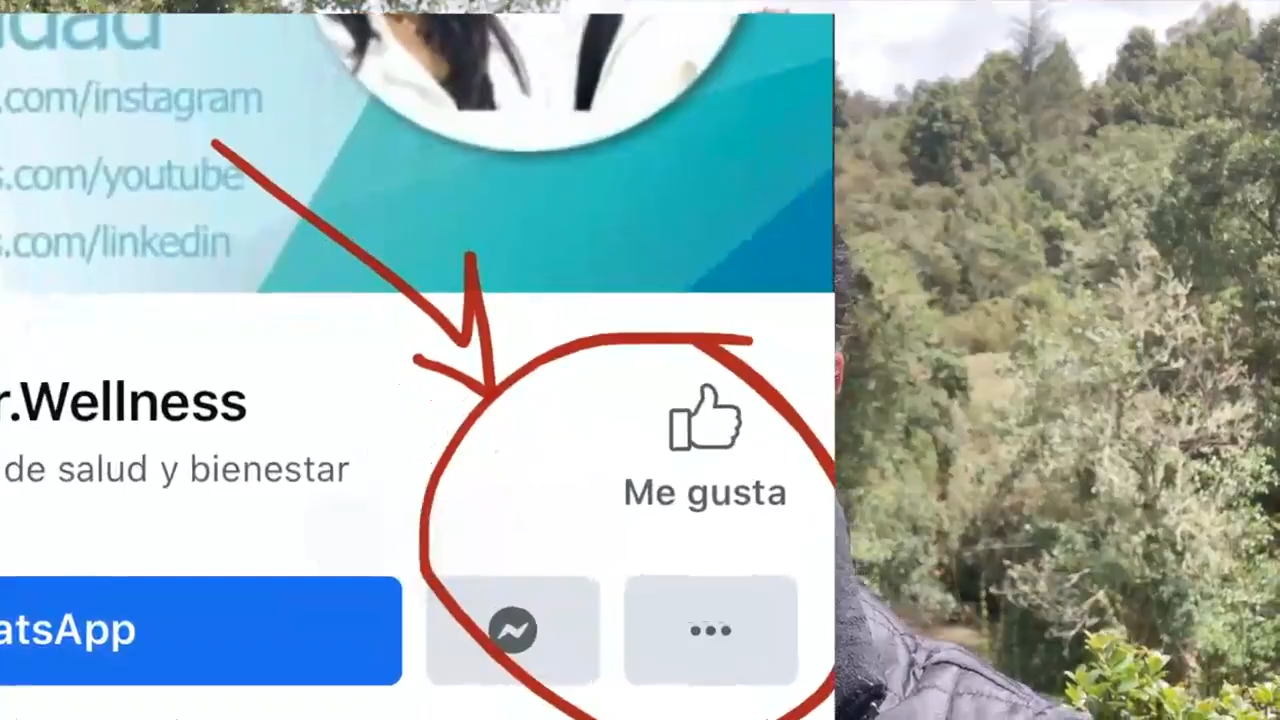 .com/instagram
s.com/youtube
s.com/linkedin
r.Wellness
de salud y bienestar
Me gusta
atsApp